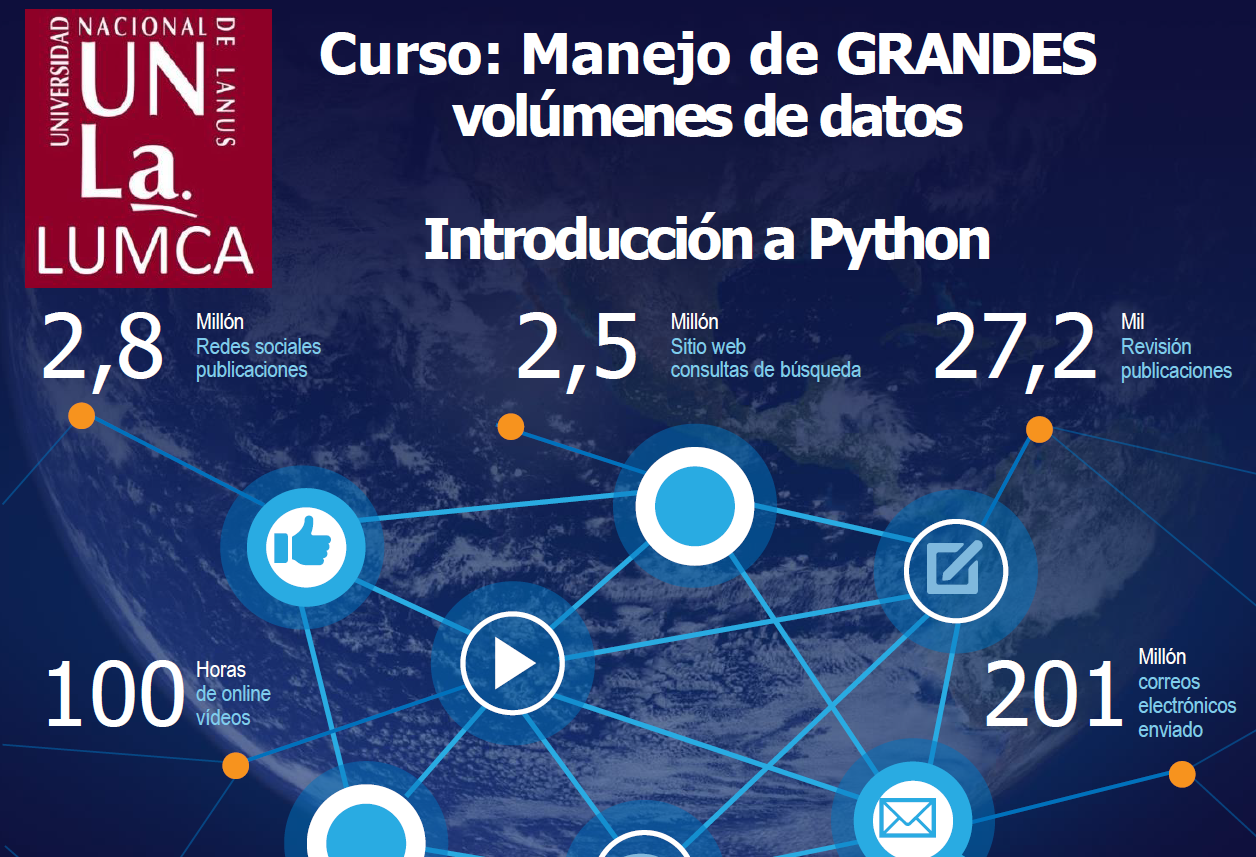 UNIVERSIDAD
NACIONAL
DE LANUS
UN
La.
LUMCA
Curso: Manejo de GRANDES
volúmenes de datos
Introducción a Python
2,8
Millón
Redes sociales
publicaciones
2,5
Millón
Sitio web
consultas de búsqueda
27,2
Mil
Revisión
publicaciones
100
Horas
de online
vídeos
201
Millón
correos
electrónicos
enviado